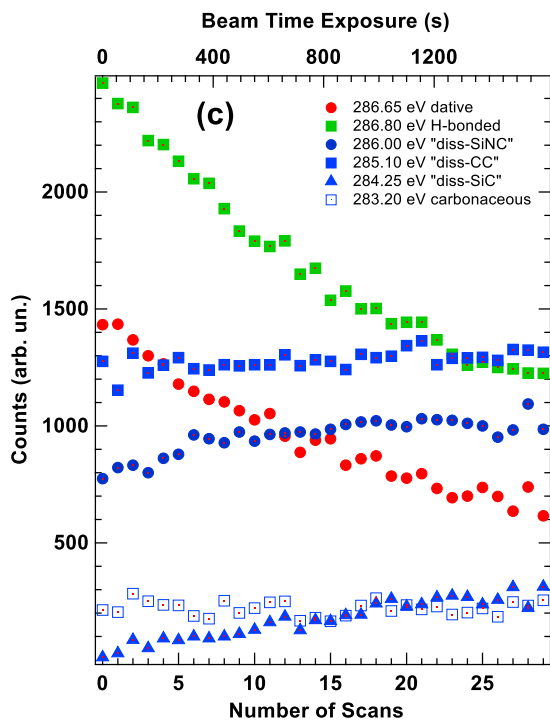 Beam Time Exposure (s)
0 400 800 1200
(c)
286.65 eV dative
286.80 eV H-bonded
286.00 eV "diss-SiNC"
285.10 eV "diss-CC"
284.25 eV "diss-SiC"
283.20 eV carbonaceous
2000
1500
1000
500
Counts (arb. un.)
0 5 10 15 20 25
Number of Scans